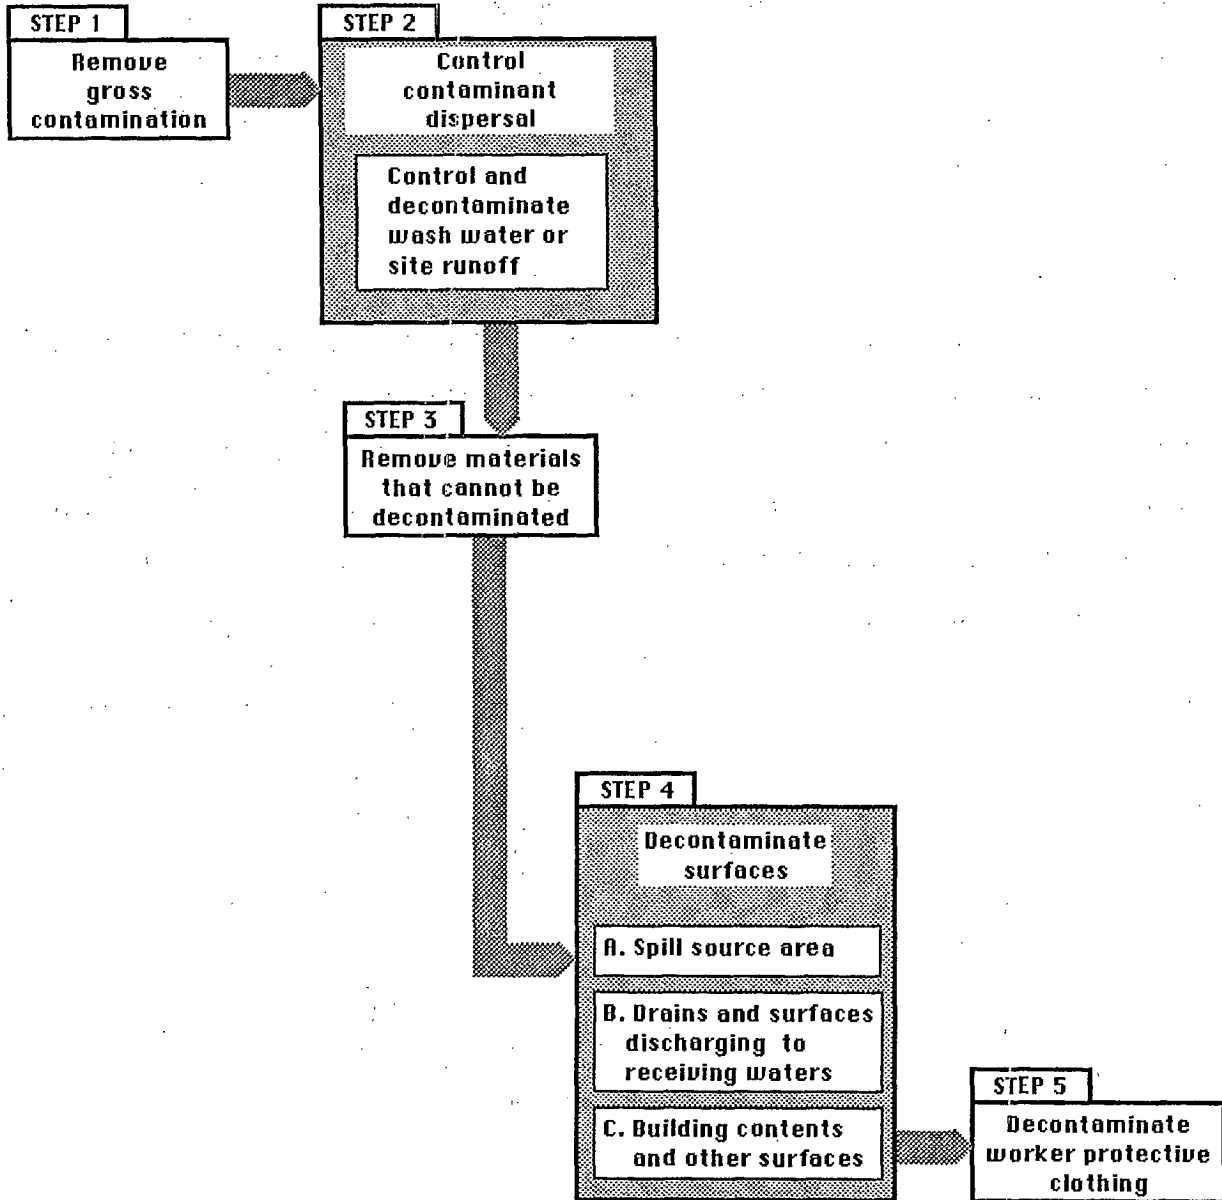 STEP 1
Remove
gross
contamination
STEP 2
Control
contaminant
dispersal
Control and
decontaminate
wash water or
site runoff
STEP 3
Remove materials
that cannot be
decontaminated
STEP 4
Decontaminate
surfaces
A. Spill source area
B. Drains and surfaces
discharging to
receiving waters
C. Building contents
and other surfaces
STEP 5
Decontaminate
worker protective
clothing